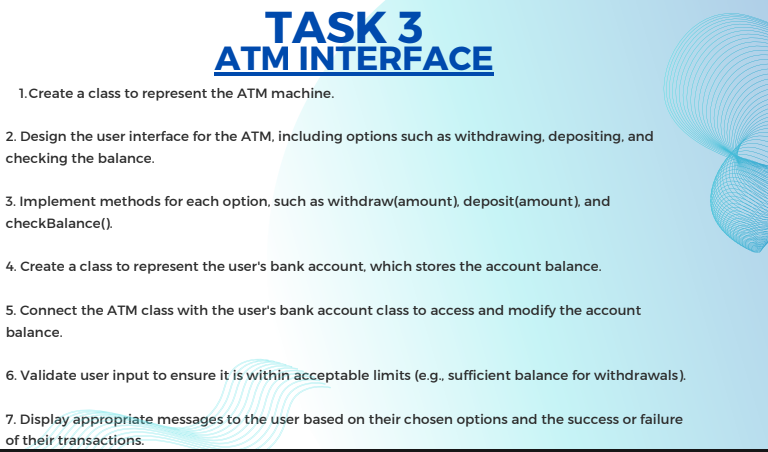 TASK 3
ATM INTERFACE
1.Create a class to represent the ATM machine.
2. Design the user interface for the ATM, including options such as withdrawing, depositing, and
checking the balance.
3. Implement methods for each option, such as withdraw(amount), deposit(amount), and
checkBalance().
4. Create a class to represent the user's bank account, which stores the account balance.
5. Connect the ATM class with the user's bank account class to access and modify the account
balance.
6. Validate user input to ensure it is within acceptable limits (e.g., sufficient balance for withdrawals).
7. Display appropriate messages to the user based on their chosen options and the success or failure
of their transactions.